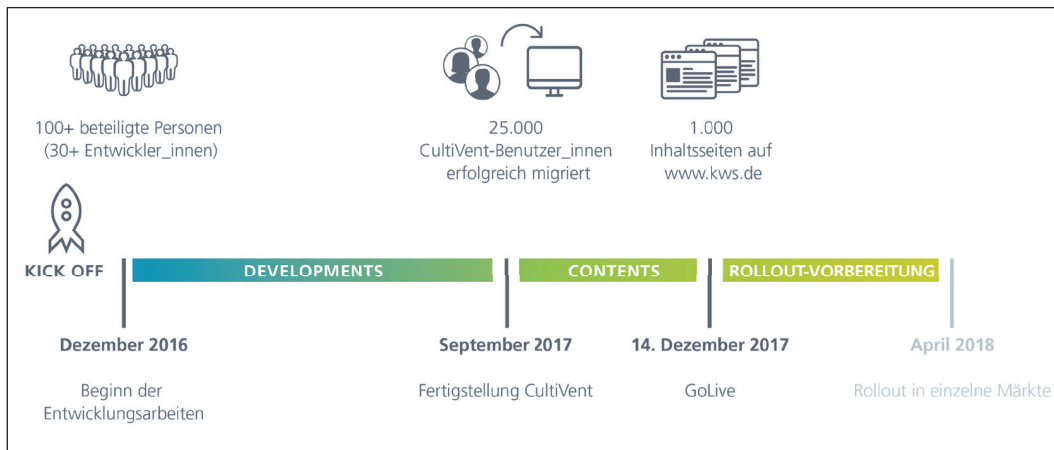 100+ beteiligte Personen
(30+ Entwickler_innen)
25.000
CultiVent-Benutzer_innen
erfolgreich migriert
1.000
Inhaltsseiten auf
www.kws.de
KICK OFF
DEVELOPMENTS
CONTENTS
ROLLOUT-VORBEREITUNG
Dezember 2016
September 2017
14. Dezember 2017
April 2018
Beginn der
Entwicklungsarbeiten
Fertigstellung CultiVent
GoLive
Rollout in einzelne Märkte